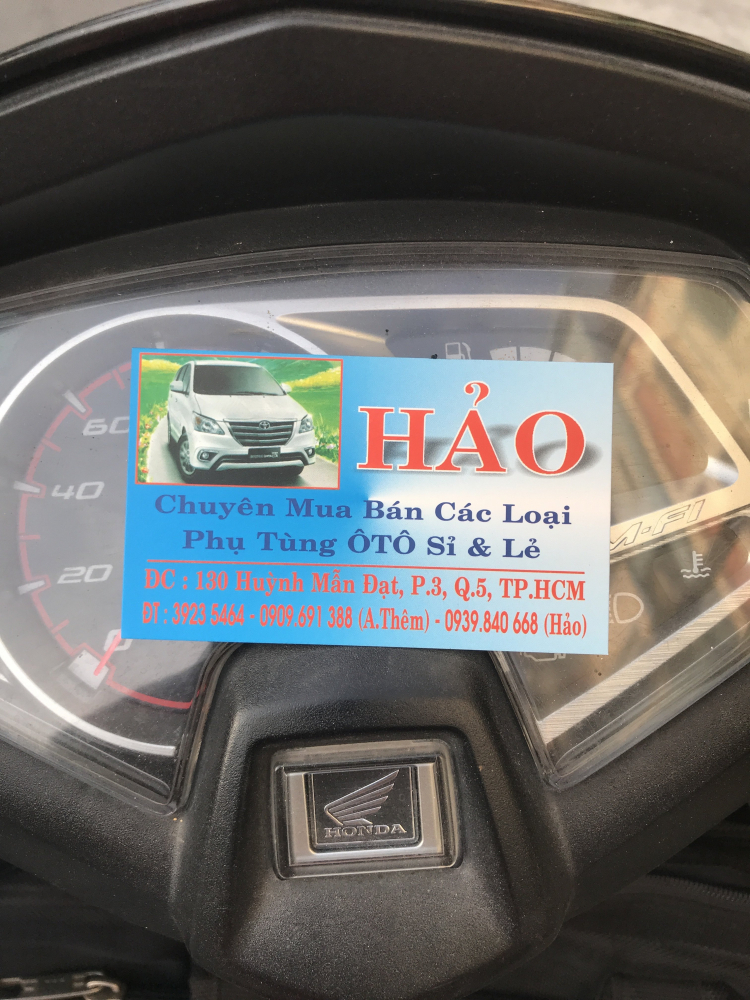 HẢO
Chuyên Mua Bán Các Loại
Phụ Tùng ÔTÔ Sỉ & Lẻ
ĐC : 130 Huỳnh Mẫn Đạt, P.3, Q.5, TP.HCM
ĐT : 3923 5464 - 0909.691 388 (A.Thêm) - 0939.840 668 (Hảo)
60
40
20
0
M-FI
HONDA